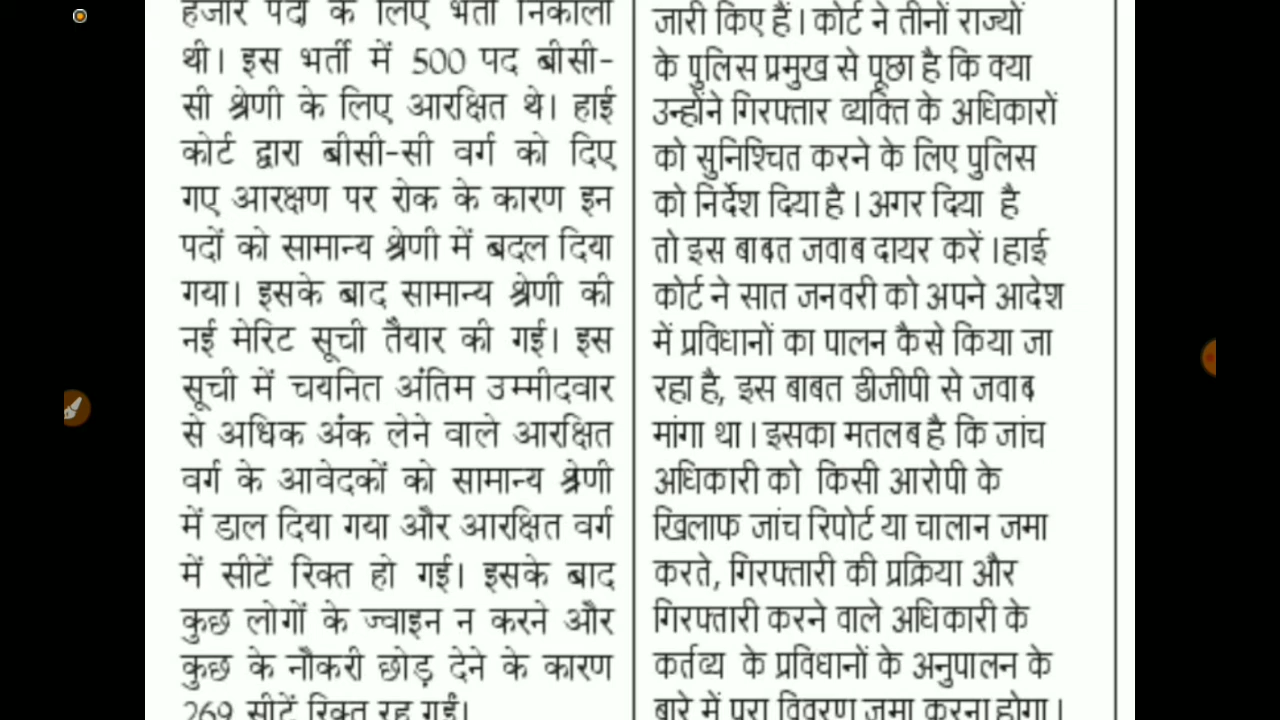 हजार पदों के लिए भर्ती निकाली
थी। इस भर्ती में 500 पद बीसी-
सी श्रेणी के लिए आरक्षित थे। हाई
कोर्ट द्वारा बीसी-सी वर्ग को दिए
गए आरक्षण पर रोक के कारण इन
पदों को सामान्य श्रेणी में बदल दिया
गया। इसके बाद सामान्य श्रेणी की
नई मेरिट सूची तैयार की गई। इस
सूची में चयनित अंतिम उम्मीदवार
से अधिक अंक लेने वाले आरक्षित
वर्ग के आवेदकों को सामान्य श्रेणी
में डाल दिया गया और आरक्षित वर्ग
में सीटें रिक्त हो गई। इसके बाद
कुछ लोगों के ज्वाइन न करने और
कुछ के नौकरी छोड़ देने के कारण
269 सीटें रिक्त रह गईं।
जारी किए हैं। कोर्ट ने तीनों राज्यों
के पुलिस प्रमुख से पूछा है कि क्या
उन्होंने गिरफ्तार व्यक्ति के अधिकारों
को सुनिश्चित करने के लिए पुलिस
को निर्देश दिया है। अगर दिया है
तो इस बाबत जवाब दायर करें।हाई
कोर्ट ने सात जनवरी को अपने आदेश
में प्रविधानों का पालन कैसे किया जा
रहा है, इस बाबत डीजीपी से जवाब
मांगा था। इसका मतलब है कि जांच
अधिकारी को किसी आरोपी के
खिलाफ जांच रिपोर्ट या चालान जमा
करते, गिरफ्तारी की प्रक्रिया और
गिरफ्तारी करने वाले अधिकारी के
कर्तव्य के प्रविधानों के अनुपालन के
बारे में पूरा विवरण जमा करना होगा।